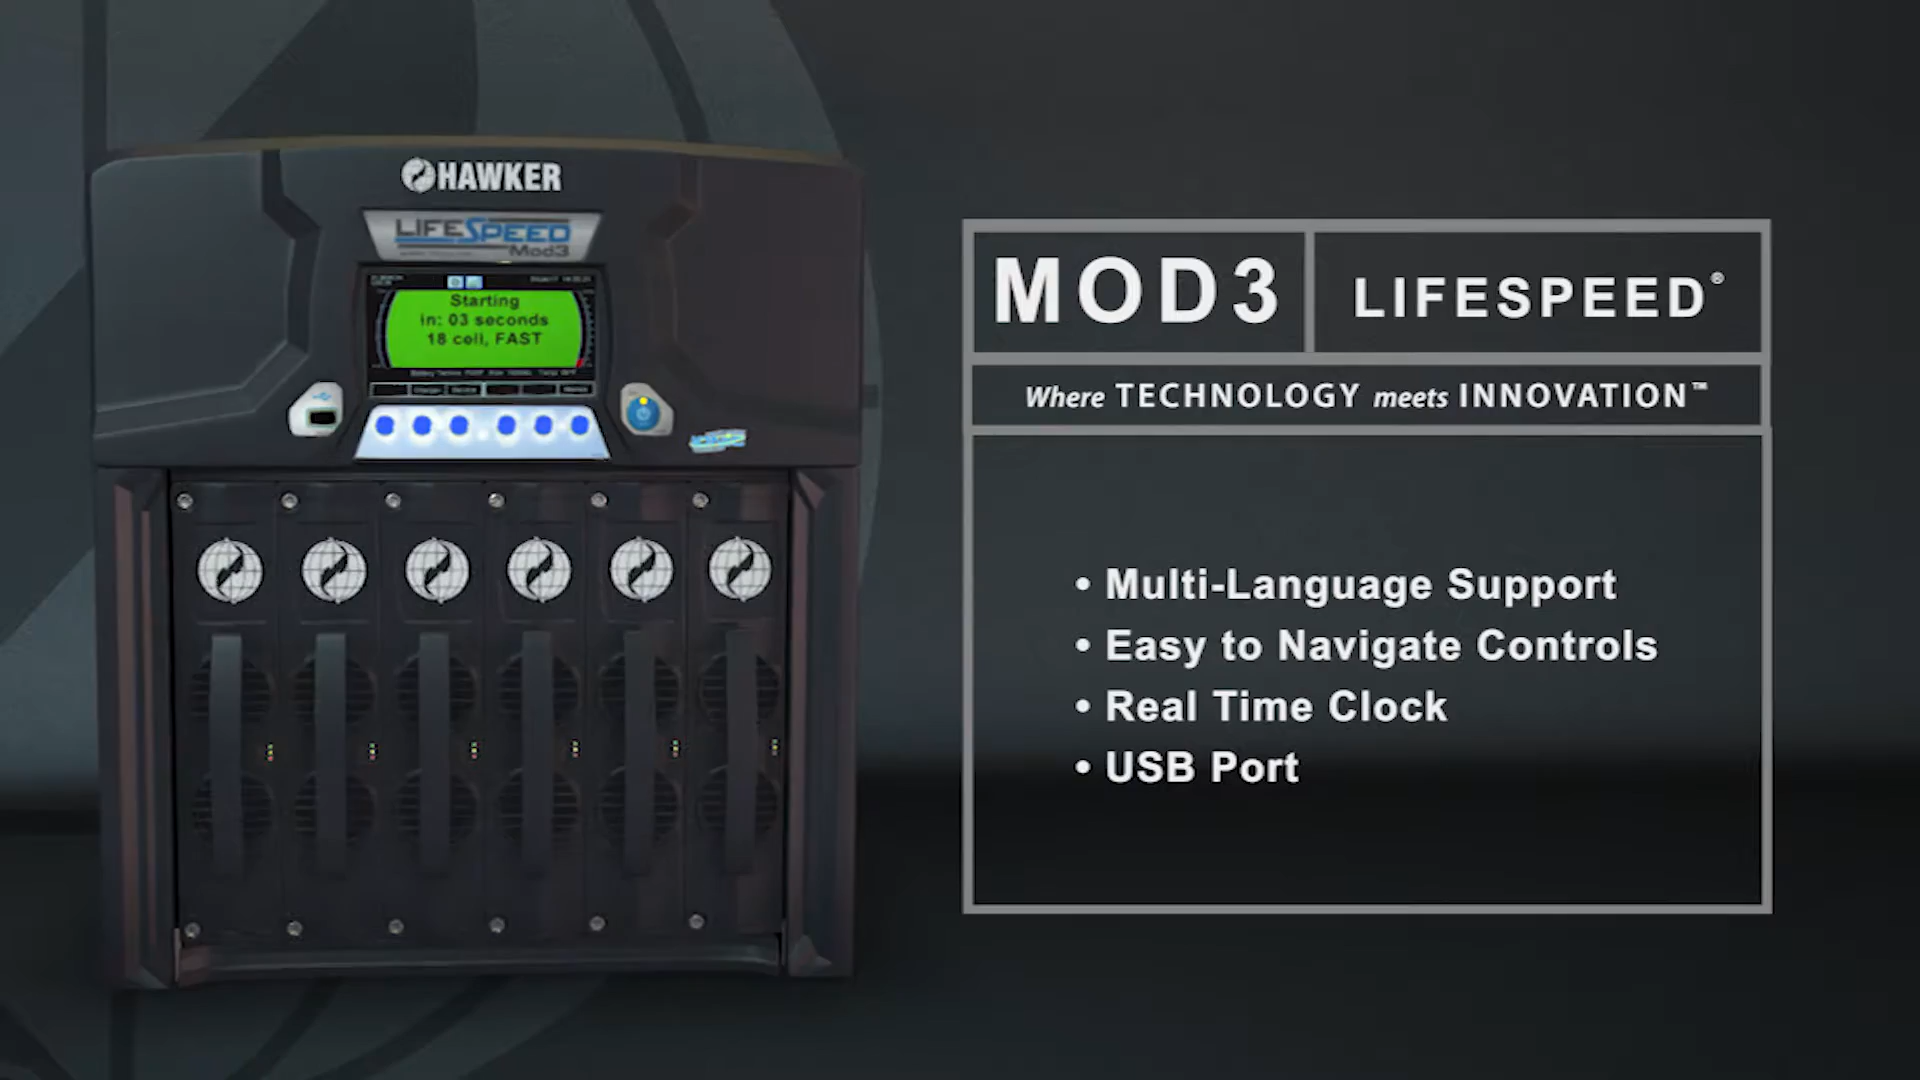 HAWKER
LIFESPEED
Mod3
Starting
in: 03 seconds
18 cell, FAST
MOD3
LIFESPEED®
Where TECHNOLOGY meets INNOVATION™
• Multi-Language Support
• Easy to Navigate Controls
• Real Time Clock
• USB Port